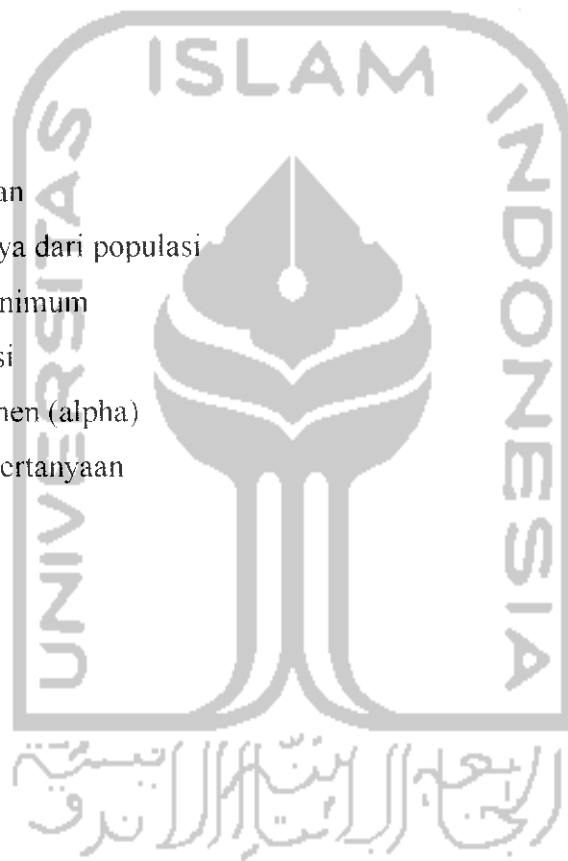 ISLAM
UNIVERSITAS
INDONESIA
an
ya dari populasi
nimum
si
nen (alpha)
ertanyaan